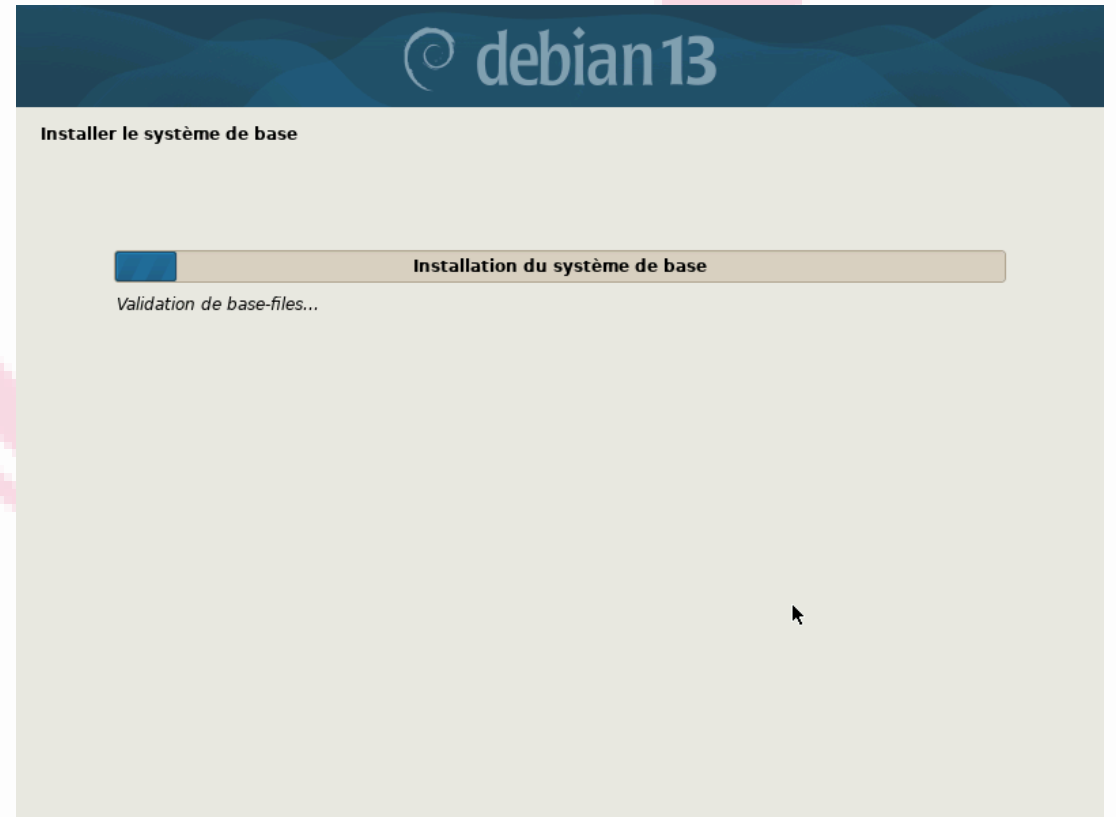 debian 13
Installer le système de base
Installation du système de base
Validation de base-files...